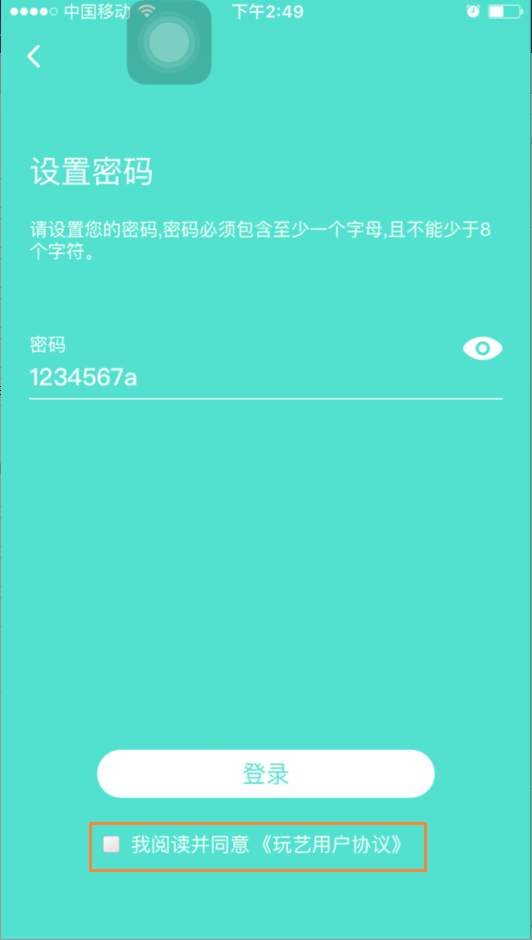 中国移动 下午2:49
设置密码
请设置您的密码,密码必须包含至少一个字母,且不能少于8
个字符。
密码
1234567a
登录
我阅读并同意《玩艺用户协议》